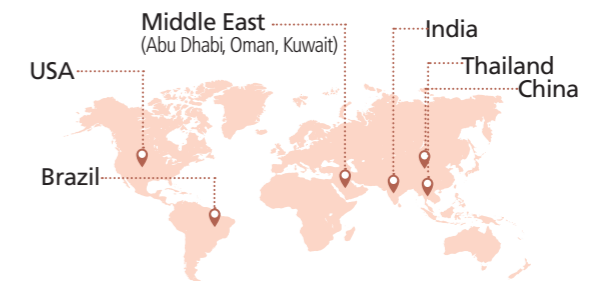 Middle East
(Abu Dhabi, Oman, Kuwait)
India
USA
Thailand
China
Brazil